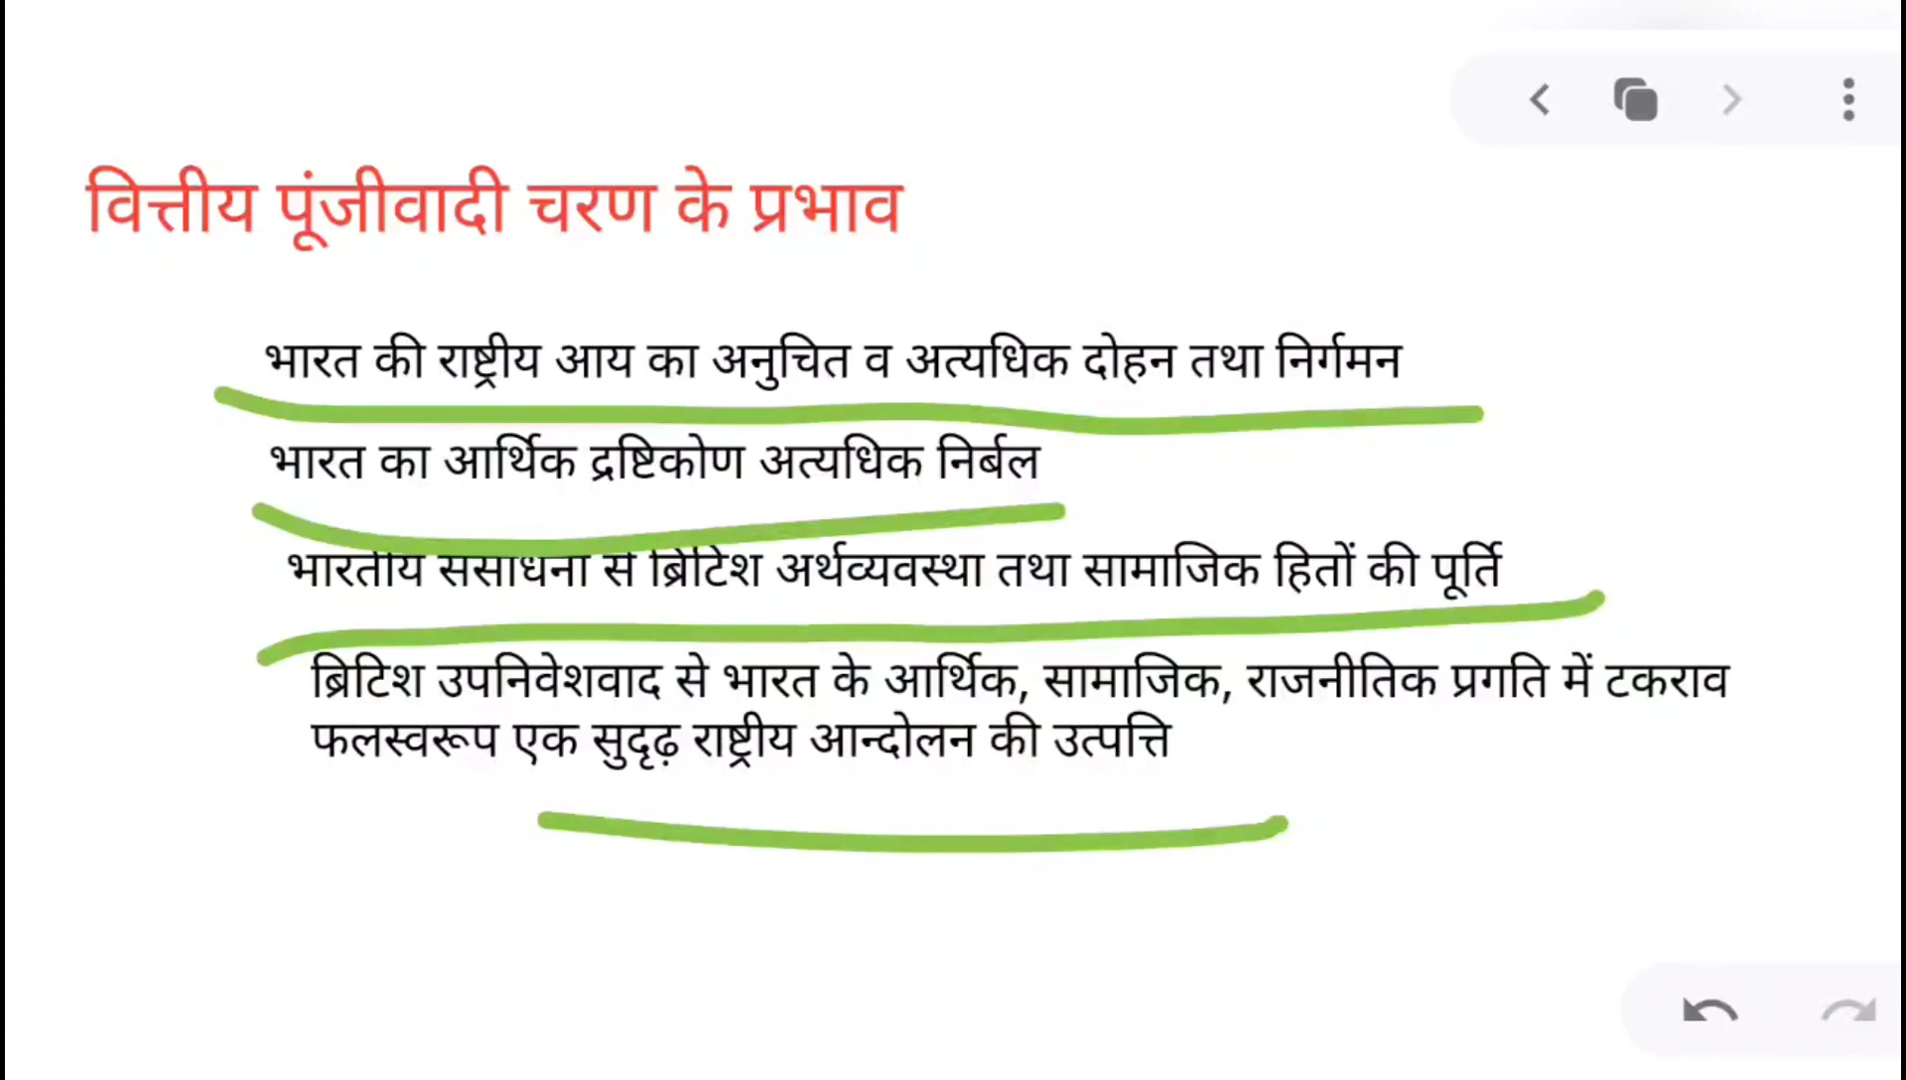 वित्तीय पूंजीवादी चरण के प्रभाव
भारत की राष्ट्रीय आय का अनुचित व अत्यधिक दोहन तथा निर्गमन
भारत का आर्थिक द्रष्टिकोण अत्यधिक निर्बल
भारतीय संसाधनों से ब्रिटिश अर्थव्यवस्था तथा सामाजिक हितों की पूर्ति
ब्रिटिश उपनिवेशवाद से भारत के आर्थिक, सामाजिक, राजनीतिक प्रगति में टकराव
फलस्वरूप एक सुदृढ़ राष्ट्रीय आन्दोलन की उत्पत्ति